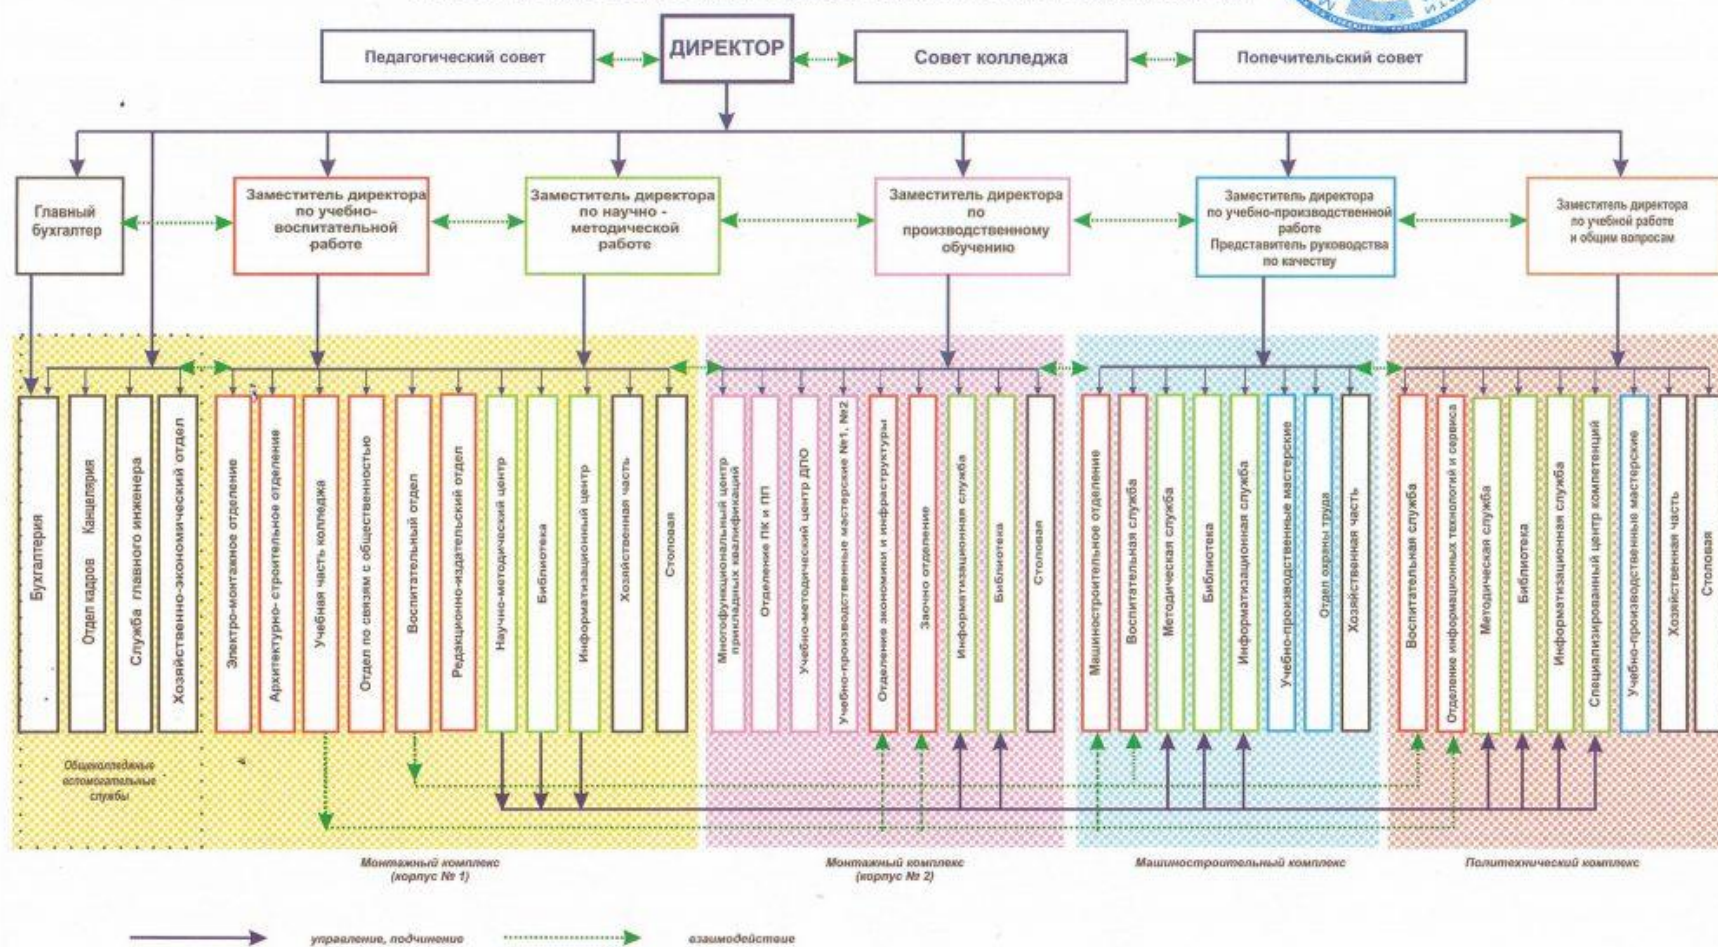 Педагогический совет
ДИРЕКТОР
Совет колледжа
Попечительский совет
Главный
бухгалтер
Заместитель директора
по учебно-
воспитательной
работе
Заместитель директора
по научно -
методической
работе
Заместитель директора
по
производственному
обучению
Заместитель директора
по учебно-производственной
работе
Представитель руководства
по качеству
Заместитель директора
по учебной работе
и общим вопросам
Бухгалтерия
Отдел кадров Канцелярия
Служба главного инженера
Хозяйственно-экономический отдел
Электро-монтажное отделение
Архитектурно- строительное отделение
Учебная часть колледжа
Отдел по связям с общественностью
Воспитательный отдел
Редакционно-издательский отдел
Научно-методический центр
Библиотека
Информатизационный центр
Хозяйственная часть
Столовая
Многофункциональный центр
прикладных квалификаций
Отделение ПК и ПП
Учебно-методический центр ДПО
Учебно-производственные мастерские №1, №2
Отделение экономики и инфраструктуры
Заочно отделение
Информатизационная служба
Библиотека
Столовая
Машиностроительное отделение
Воспитательная служба
Методическая служба
Библиотека
Информатизационная служба
Учебно-производственные мастерские
Отдел охраны труда
Хозяйственная часть
Воспитательная служба
Отделение информационных технологий и сервиса
Методическая служба
Библиотека
Информатизационная служба
Специализированный центр компетенций
Учебно-производственные мастерские
Хозяйственная часть
Столовая
Общеколледжные
вспомогательные
службы
Монтажный комплекс
(корпус № 1)
Монтажный комплекс
(корпус № 2)
Машиностроительный комплекс
Политехнический комплекс
управление, подчинение
взаимодействие